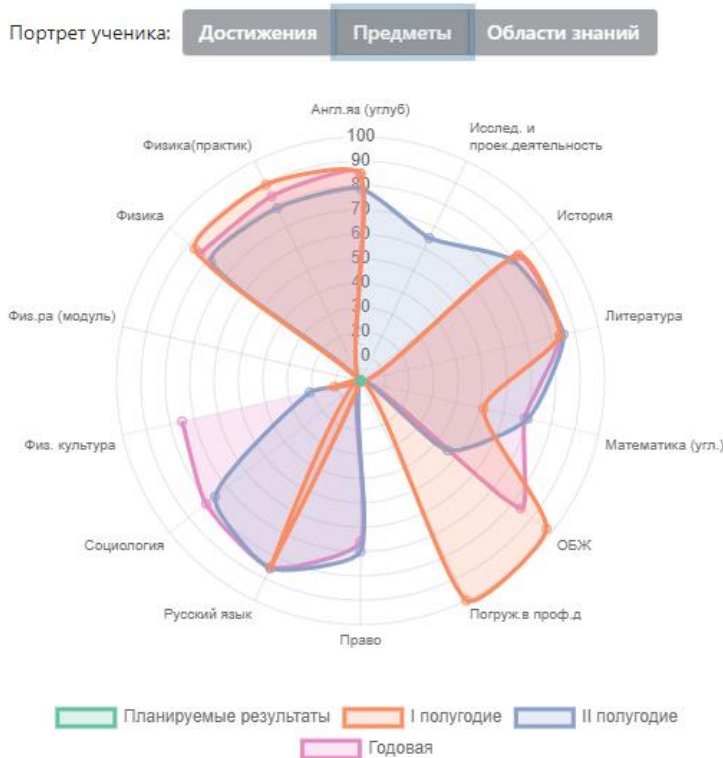 Портрет ученика: Достижения Предметы Области знаний
Англ.яз (углуб)
Исслед. и
проек.деятельность
История
Литература
Математика (угл.)
ОБЖ
Погруж.в проф.д
Право
Русский язык
Социология
Физ. культура
Физ.ра (модуль)
Физика
Физика(практик)
100
90
80
70
60
50
40
30
20
0
Планируемые результаты I полугодие II полугодие
Годовая